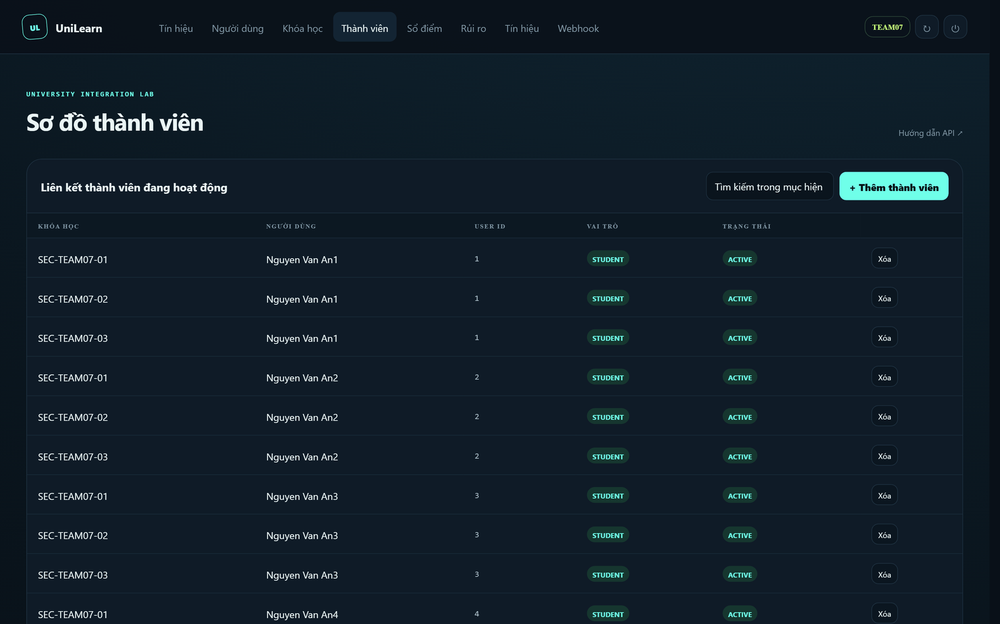 UL UniLearn Tín hiệu Người dùng Khóa học Thành viên Sổ điểm Rủi ro Tín hiệu Webhook TEAM07
UNIVERSITY INTEGRATION LAB
Sơ đồ thành viên
Hướng dẫn API ↗
Liên kết thành viên đang hoạt động Tìm kiếm trong mục hiện + Thêm thành viên
KHÓA HỌC NGƯỜI DÙNG USER ID VAI TRÒ TRẠNG THÁI
SEC-TEAM07-01 Nguyen Van An1 1 STUDENT ACTIVE Xóa
SEC-TEAM07-02 Nguyen Van An1 1 STUDENT ACTIVE Xóa
SEC-TEAM07-03 Nguyen Van An1 1 STUDENT ACTIVE Xóa
SEC-TEAM07-01 Nguyen Van An2 2 STUDENT ACTIVE Xóa
SEC-TEAM07-02 Nguyen Van An2 2 STUDENT ACTIVE Xóa
SEC-TEAM07-03 Nguyen Van An2 2 STUDENT ACTIVE Xóa
SEC-TEAM07-01 Nguyen Van An3 3 STUDENT ACTIVE Xóa
SEC-TEAM07-02 Nguyen Van An3 3 STUDENT ACTIVE Xóa
SEC-TEAM07-03 Nguyen Van An3 3 STUDENT ACTIVE Xóa
SEC-TEAM07-01 Nguyen Van An4 4 STUDENT ACTIVE Xóa